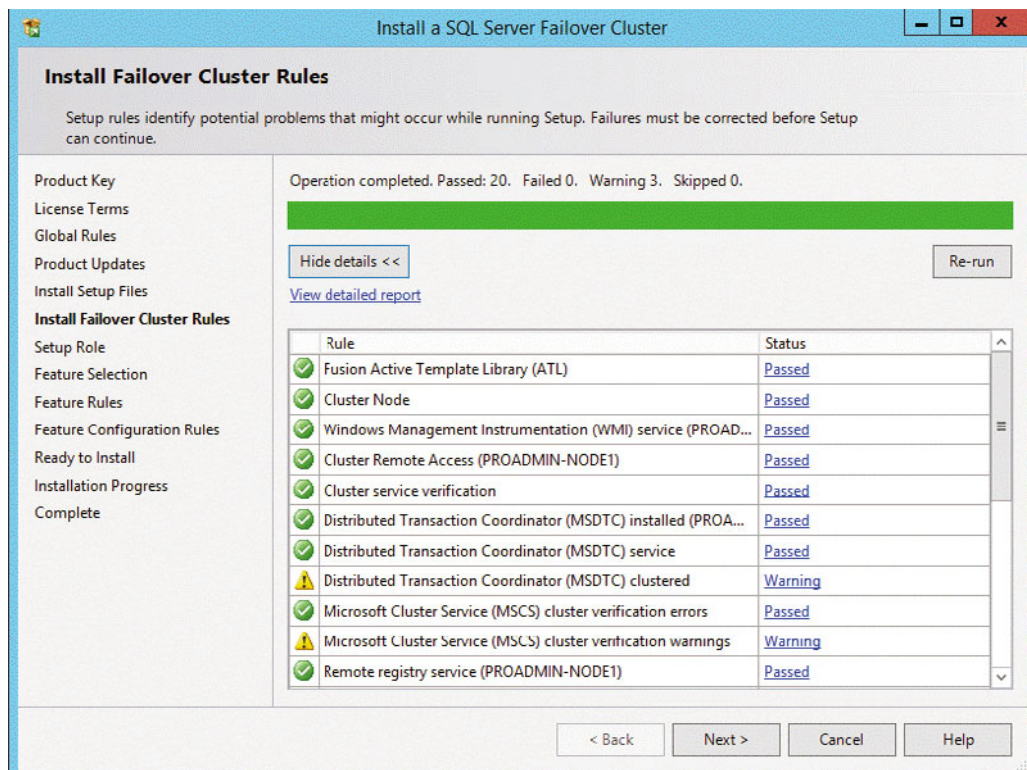 Install a SQL Server Failover Cluster
Install Failover Cluster Rules
Setup rules identify potential problems that might occur while running Setup. Failures must be corrected before Setup
can continue.
Product Key
License Terms
Global Rules
Product Updates
Install Setup Files
Install Failover Cluster Rules
Setup Role
Feature Selection
Feature Rules
Feature Configuration Rules
Ready to Install
Installation Progress
Complete
Operation completed. Passed: 20. Failed 0. Warning 3. Skipped 0.
Hide details <<
Re-run
View detailed report
Rule Status
Fusion Active Template Library (ATL) Passed
Cluster Node Passed
Windows Management Instrumentation (WMI) service (PROAD... Passed
Cluster Remote Access (PROADMIN-NODE1) Passed
Cluster service verification Passed
Distributed Transaction Coordinator (MSDTC) installed (PROA... Passed
Distributed Transaction Coordinator (MSDTC) service Passed
Distributed Transaction Coordinator (MSDTC) clustered Warning
Microsoft Cluster Service (MSCS) cluster verification errors Passed
Microsoft Cluster Service (MSCS) cluster verification warnings Warning
Remote registry service (PROADMIN-NODE1) Passed
< Back Next > Cancel Help